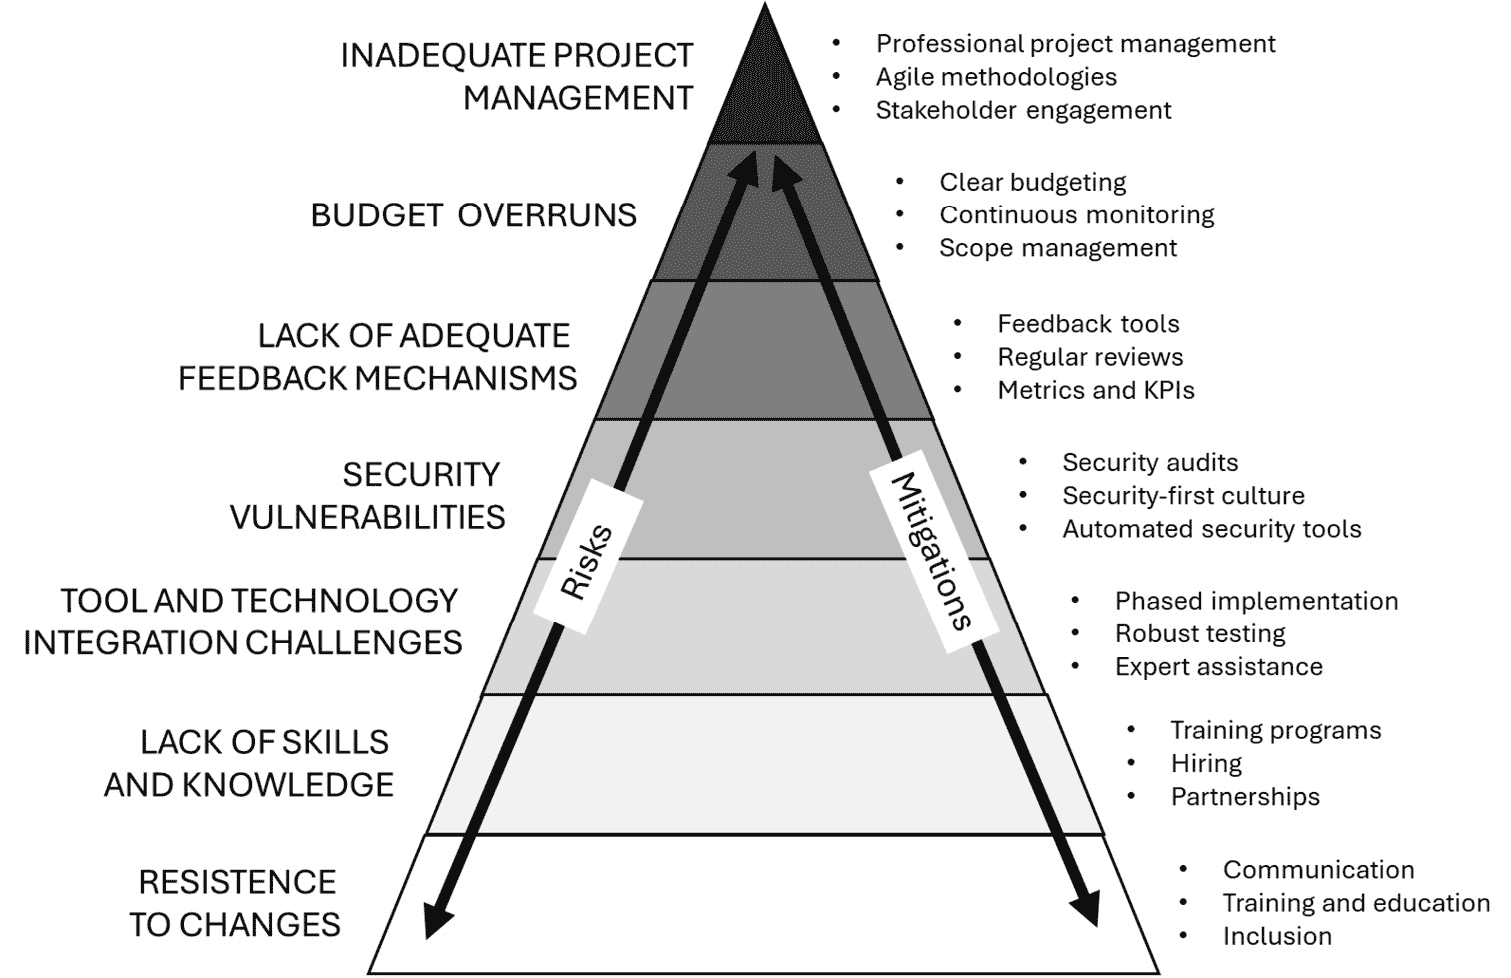 INADEQUATE PROJECT
MANAGEMENT
• Professional project management
• Agile methodologies
• Stakeholder engagement
BUDGET OVERRUNS
• Clear budgeting
• Continuous monitoring
• Scope management
LACK OF ADEQUATE
FEEDBACK MECHANISMS
• Feedback tools
• Regular reviews
• Metrics and KPIs
SECURITY
VULNERABILITIES
• Security audits
• Security-first culture
• Automated security tools
Risks
Mitigations
TOOL AND TECHNOLOGY
INTEGRATION CHALLENGES
• Phased implementation
• Robust testing
• Expert assistance
LACK OF SKILLS
AND KNOWLEDGE
• Training programs
• Hiring
• Partnerships
RESISTENCE
TO CHANGES
• Communication
• Training and education
• Inclusion